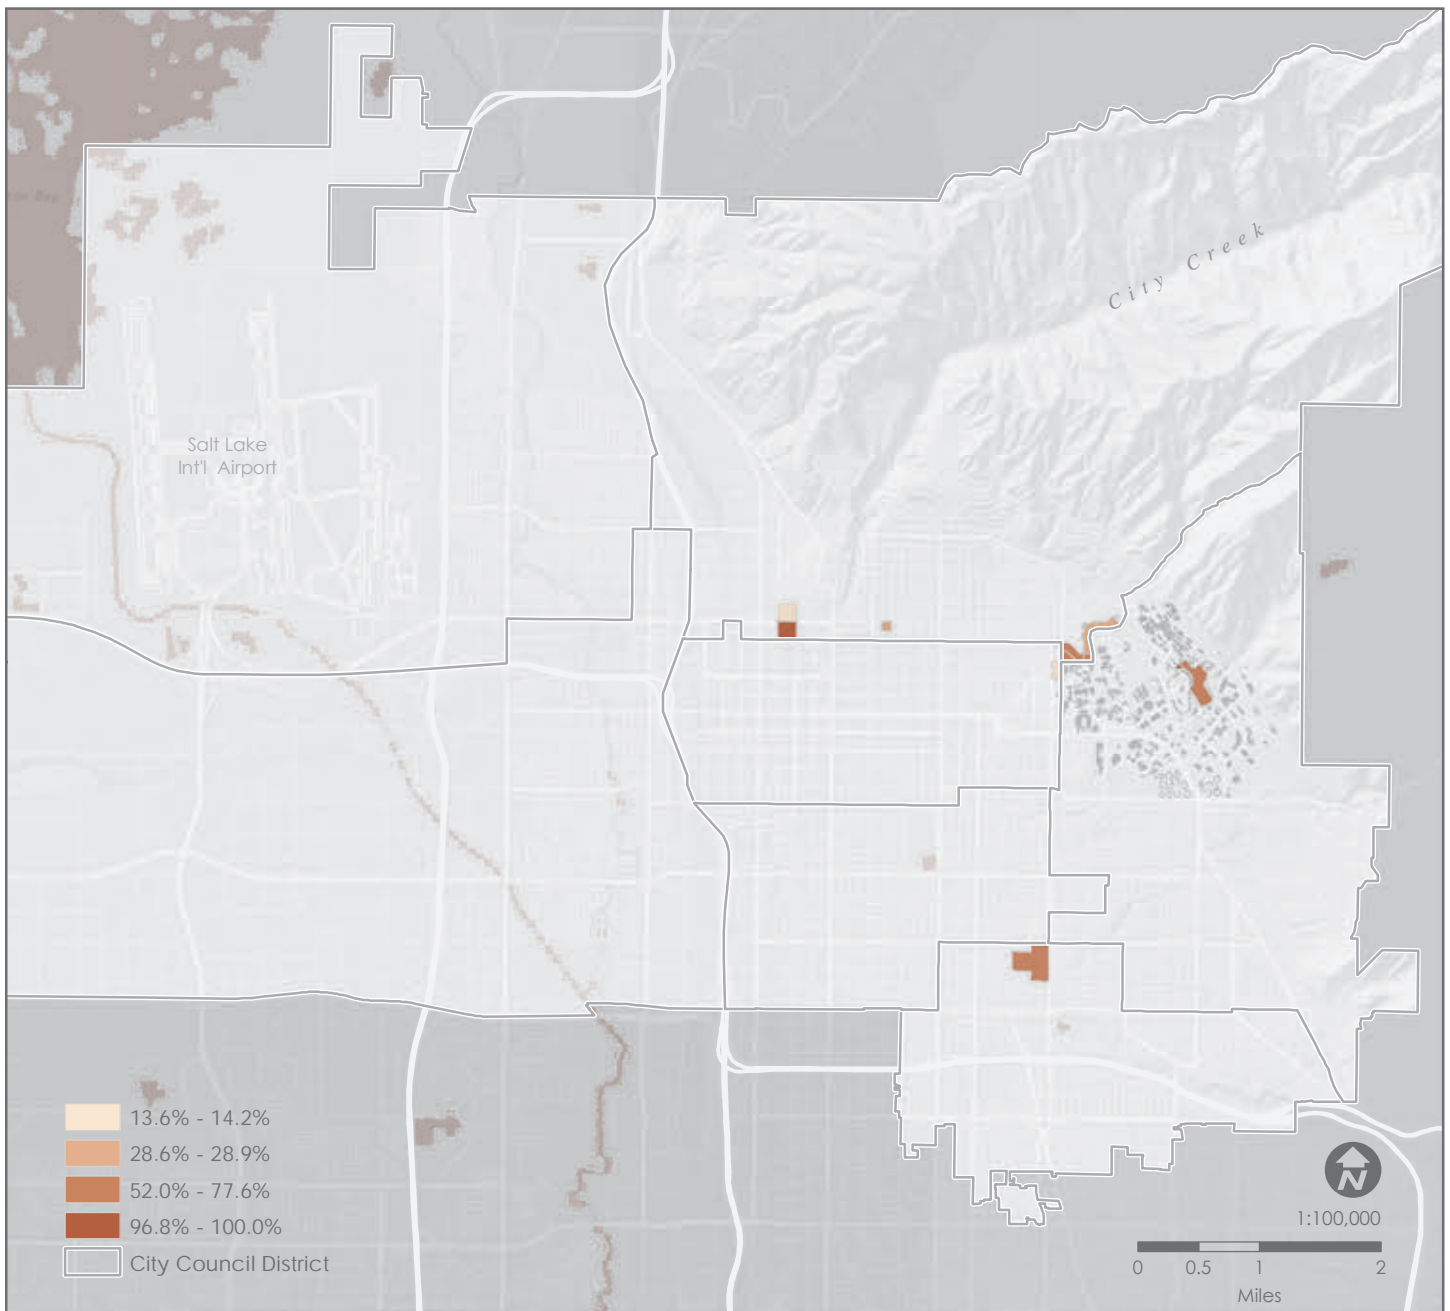 City Creek
Salt Lake
Int'l Airport
13.6% - 14.2%
28.6% - 28.9%
52.0% - 77.6%
96.8% - 100.0%
City Council District
N
1:100,000
0 0.5 1 2
Miles